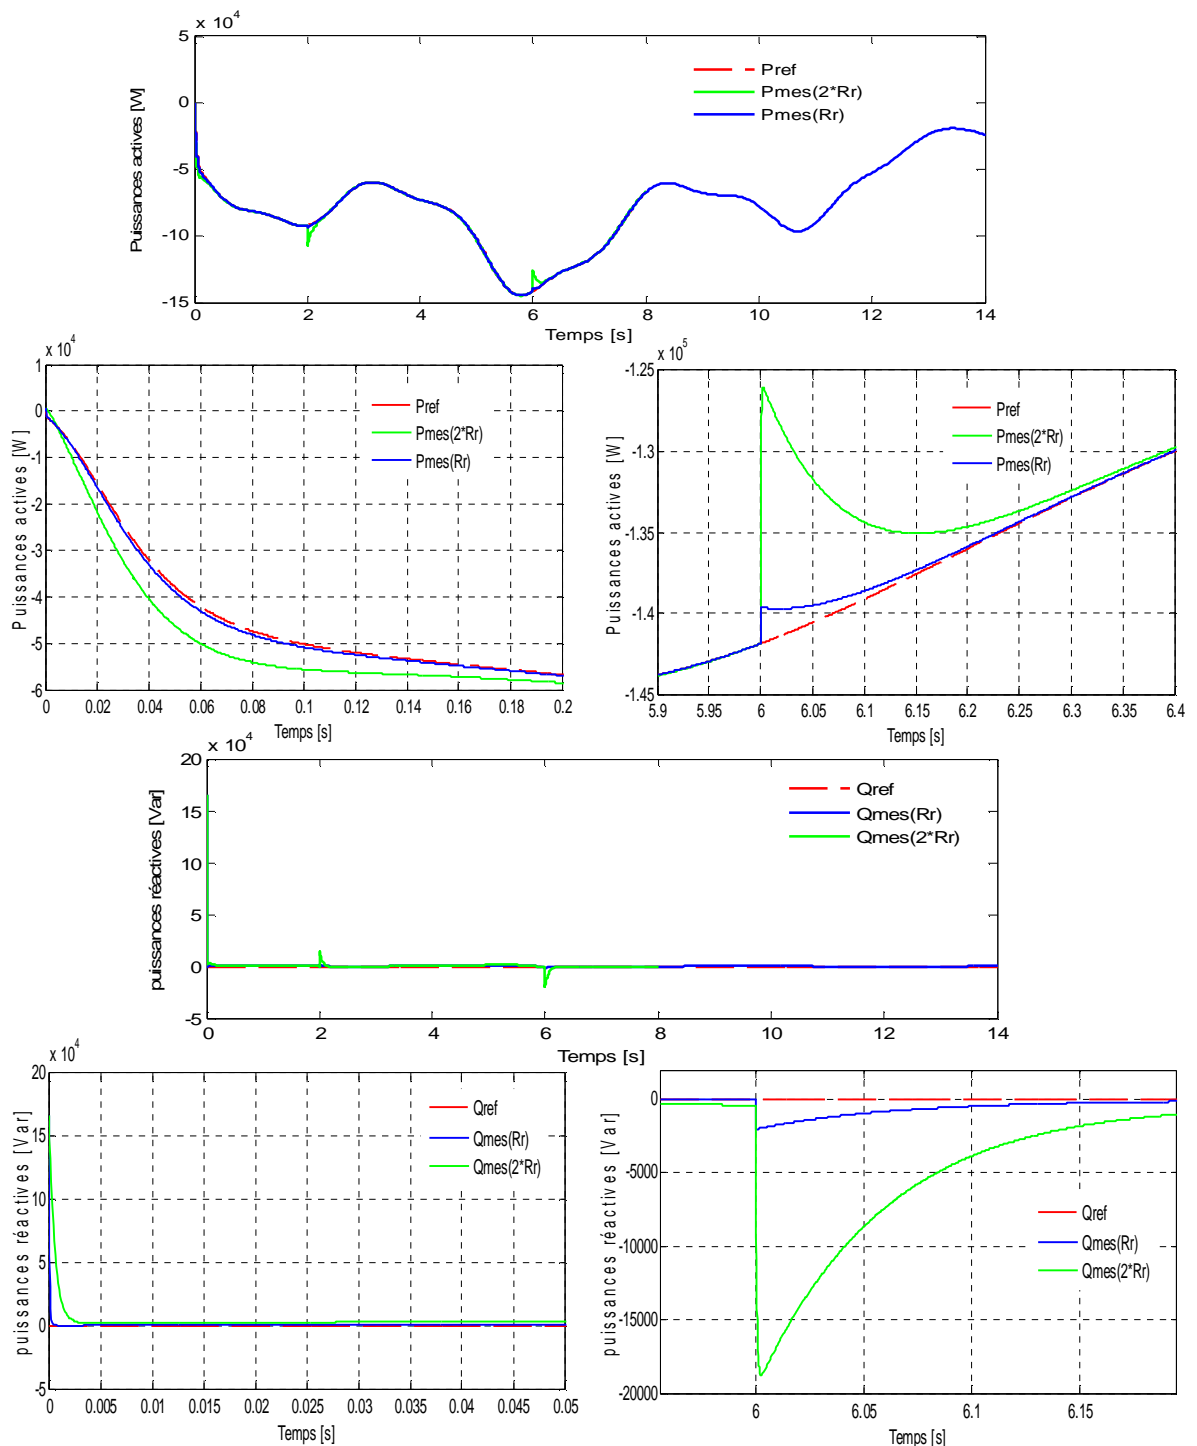 x 10^4
5
0
-5
-10
-15
Puissances actives [W]
Pref
Pmes(2*Rr)
Pmes(Rr)
0 2 4 6 8 10 12 14
Temps [s]
x 10^4
1
0
-1
-2
-3
-4
-5
-6
Puissances actives [W]
Pref
Pmes(2*Rr)
Pmes(Rr)
0 0.02 0.04 0.06 0.08 0.1 0.12 0.14 0.16 0.18 0.2
Temps [s]
x 10^5
-1.25
-1.3
-1.35
-1.4
-1.45
Puissances actives [W]
Pref
Pmes(2*Rr)
Pmes(Rr)
5.9 5.95 6 6.05 6.1 6.15 6.2 6.25 6.3 6.35 6.4
Temps [s]
x 10^4
20
15
10
5
0
-5
puissances réactives [Var]
Qref
Qmes(Rr)
Qmes(2*Rr)
0 2 4 6 8 10 12 14
Temps [s]
x 10^4
20
15
10
5
0
-5
puissances réactives [Var]
Qref
Qmes(Rr)
Qmes(2*Rr)
0 0.005 0.01 0.015 0.02 0.025 0.03 0.035 0.04 0.045 0.05
Temps [s]
0
-5000
-10000
-15000
-20000
puissances réactives [Var]
Qref
Qmes(Rr)
Qmes(2*Rr)
6 6.05 6.1 6.15
Temps [s]